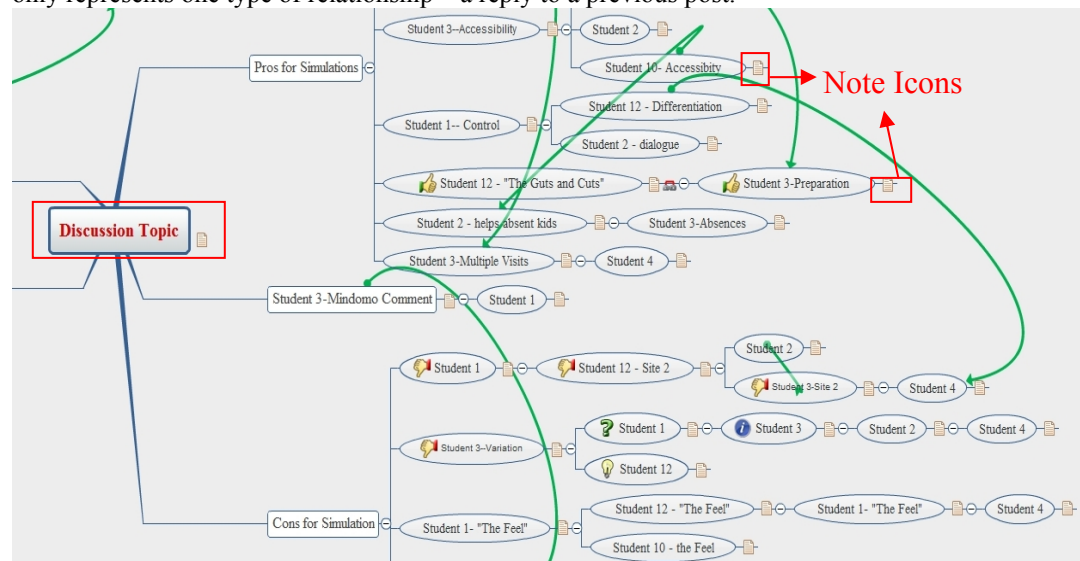 only represents one type of relationship – a reply to a previous post.
Student 3--Accessibility
Student 2
Pros for Simulations
Student 10- Accessibity
Note Icons
Student 12 - Differentiation
Student 1-- Control
Student 2 - dialogue
Student 12 - "The Guts and Cuts"
Student 3-Preparation
Discussion Topic
Student 2 - helps absent kids
Student 3-Absences
Student 3-Multiple Visits
Student 4
Student 3-Mindomo Comment
Student 1
Student 1
Student 12 - Site 2
Student 2
Student 3-Site 2
Student 4
Student 3--Variation
Student 1
Student 3
Student 2
Student 4
Student 12
Cons for Simulation
Student 1- "The Feel"
Student 12 - "The Feel"
Student 1- "The Feel"
Student 4
Student 10 - the Feel